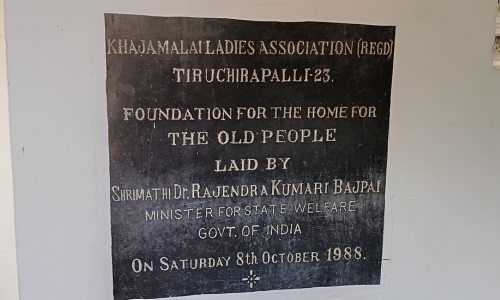 KHAJAMALAI LADIES ASSOCIATION (REGD)
TIRUCHIRAPALLI-23.
FOUNDATION FOR THE HOME FOR
THE OLD PEOPLE
LAID BY
SHRIMATHI Dr. RAJENDRA KUMARI BAJPAI
MINISTER FOR STATE WELFARE
GOVT. OF INDIA
ON SATURDAY 8th OCTOBER 1988.